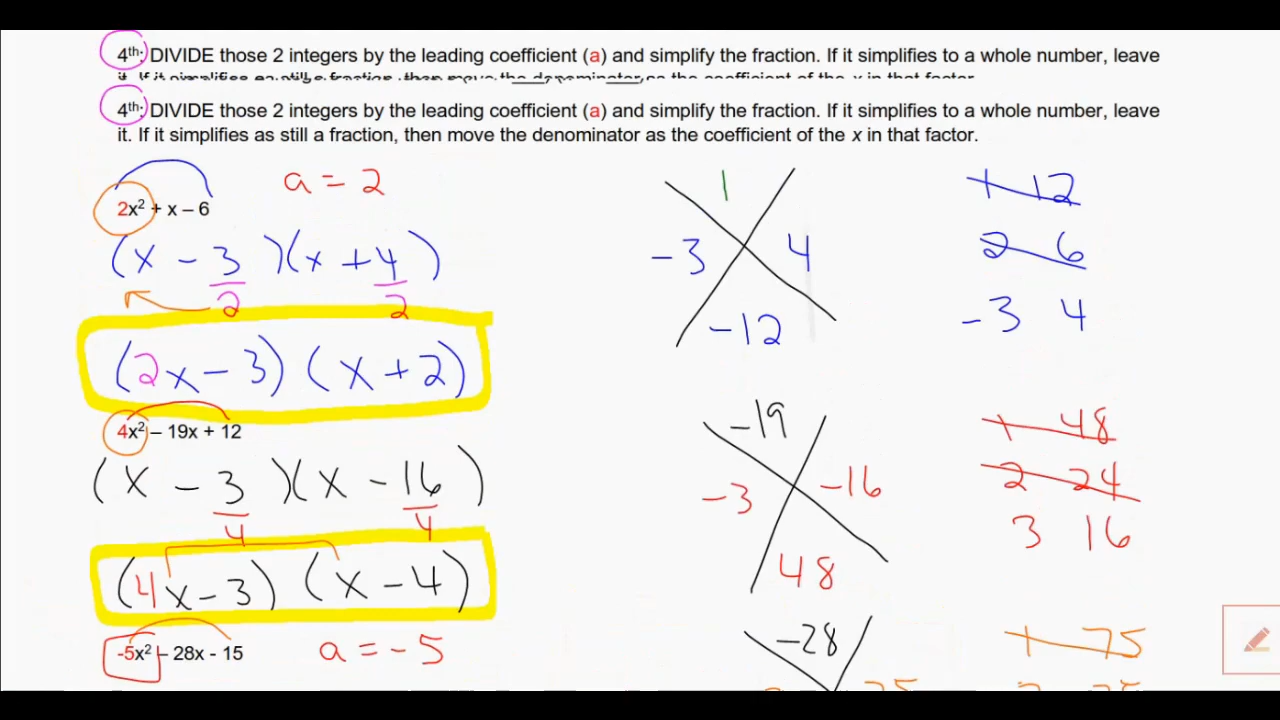 4th: DIVIDE those 2 integers by the leading coefficient (a) and simplify the fraction. If it simplifies to a whole number, leave
4th: DIVIDE those 2 integers by the leading coefficient (a) and simplify the fraction. If it simplifies to a whole number, leave
it. If it simplifies as still a fraction, then move the denominator as the coefficient of the x in that factor.
a = 2
2x² + x – 6
(x - 3/2)(x + 4/2)
(2x - 3)(x + 2)
1
-3 4
-12
1 12
2 6
-3 4
4x² – 19x + 12
(x - 3/4)(x - 16/4)
(4x - 3)(x - 4)
-19
-3 -16
48
1 48
2 24
3 16
-5x² – 28x - 15
a = -5
-28
1 75